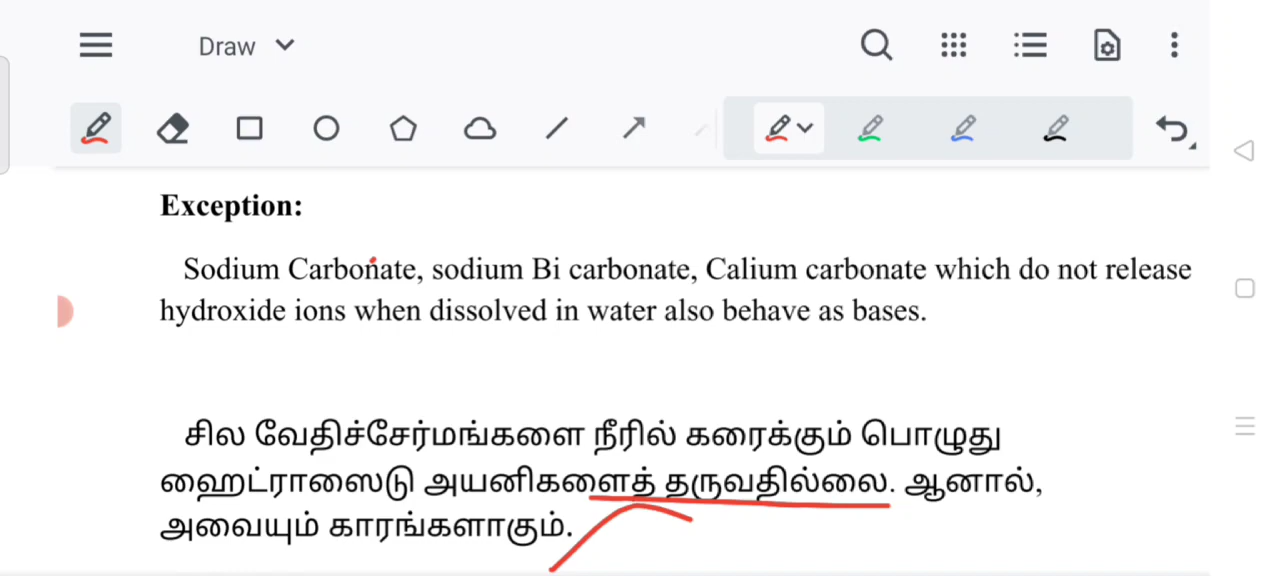 Draw
Exception:
Sodium Carbonate, sodium Bi carbonate, Calium carbonate which do not release
hydroxide ions when dissolved in water also behave as bases.
சில வேதிச்சேர்மங்களை நீரில் கரைக்கும் பொழுது
ஹைட்ராஸைடு அயனிகளைத் தருவதில்லை. ஆனால்,
அவையும் காரங்களாகும்.